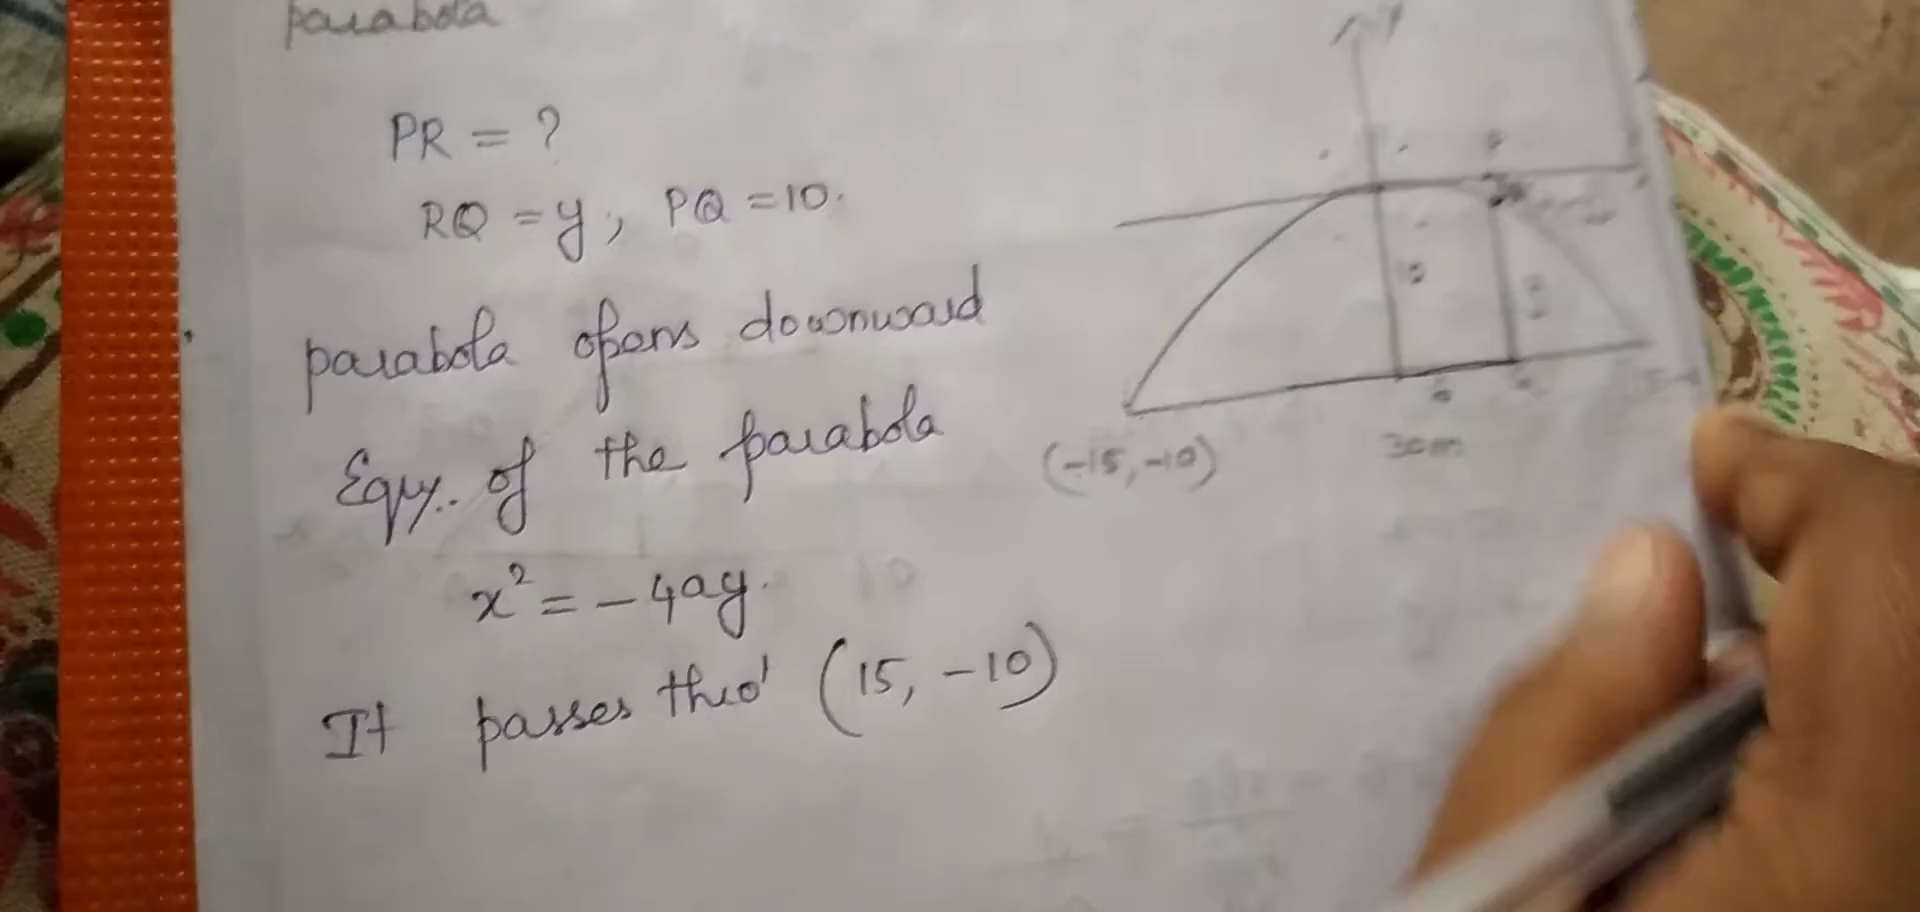 parabola
PR = ?
RQ = y, PQ = 10.
parabola opens downward
Eqn. of the parabola
x² = -4ay.
It passes thro' (15, -10)
y
(-15, -10)
30m